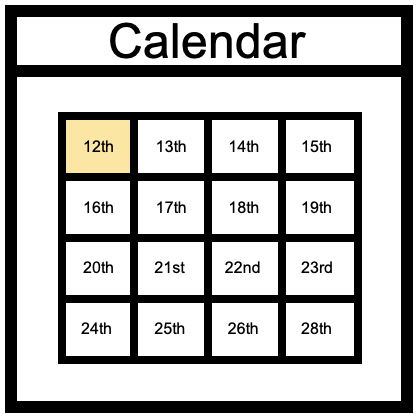 Calendar
12th 13th 14th 15th
16th 17th 18th 19th
20th 21st 22nd 23rd
24th 25th 26th 28th